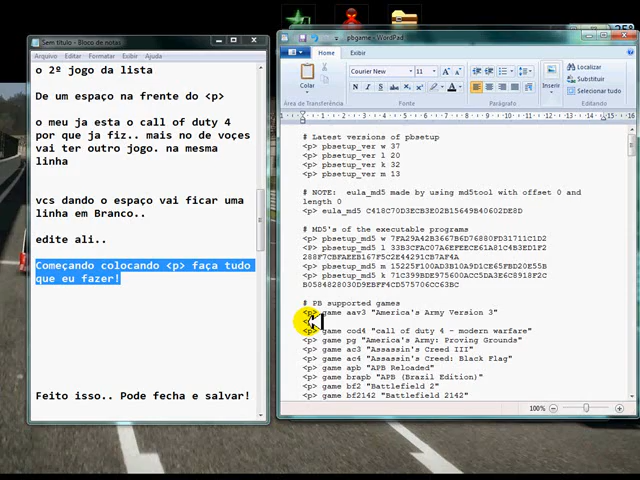 Sem título - Bloco de notas
Arquivo Editar Formatar Exibir Ajuda
o 2º jogo da lista
De um espaço na frente do <p>
o meu ja esta o call of duty 4
por que ja fiz.. mais no de voçes
vai ter outro jogo. na mesma
linha
vcs dando o espaço vai ficar uma
linha em Branco..
edite ali..
Começando colocando <p> faça tudo
que eu fazer!
Feito isso.. Pode fecha e salvar!
pbgame - WordPad
Home Exibir
Colar
Courier New 11
Inserir
Localizar
Substituir
Selecionar tudo
Área de Transferência Fonte Parágrafo Editando
# Latest versions of pbsetup
<p> pbsetup_ver w 37
<p> pbsetup_ver l 20
<p> pbsetup_ver k 32
<p> pbsetup_ver m 13
# NOTE: eula_md5 made by using md5tool with offset 0 and
length 0
<p> eula_md5 C418C70D3ECB3E02B15649B40602DE8D
# MD5's of the executable programs
<p> pbsetup_md5 w 7FA29A42B3667B6D76880FD31711C1D2
<p> pbsetup_md5 l 33B3CFAC07A6EFEECE61A81C4B3ED1F2
288F7CBFAEEB167F5C2E44291CB7AF4A
<p> pbsetup_md5 m 15225F100AD3B10A9D1CE65FBD20E55B
<p> pbsetup_md5 k 71C399BDE975600ACC5DA3E6C8918F2C
B0584828030D9EBFF4CD575706CC63BC
# PB supported games
<p> game aav3 "America's Army Version 3"
<p> game cod4 "call of duty 4 - modern warfare"
<p> game pg "America's Army: Proving Grounds"
<p> game ac3 "Assassin's Creed III"
<p> game ac4 "Assassin's Creed: Black Flag"
<p> game apb "APB Reloaded"
<p> game brapb "APB (Brazil Edition)"
<p> game bf2 "Battlefield 2"
<p> game bf2142 "Battlefield 2142"
100%